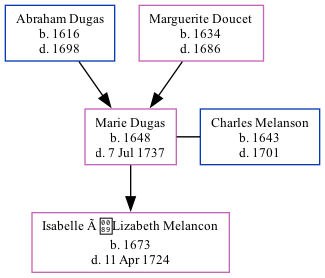 Abraham Dugas
b. 1616
d. 1698
Marguerite Doucet
b. 1634
d. 1686
Marie Dugas
b. 1648
d. 7 Jul 1737
Charles Melanson
b. 1643
d. 1701
Isabelle Ã\u0089Lizabeth Melancon
b. 1673
d. 11 Apr 1724